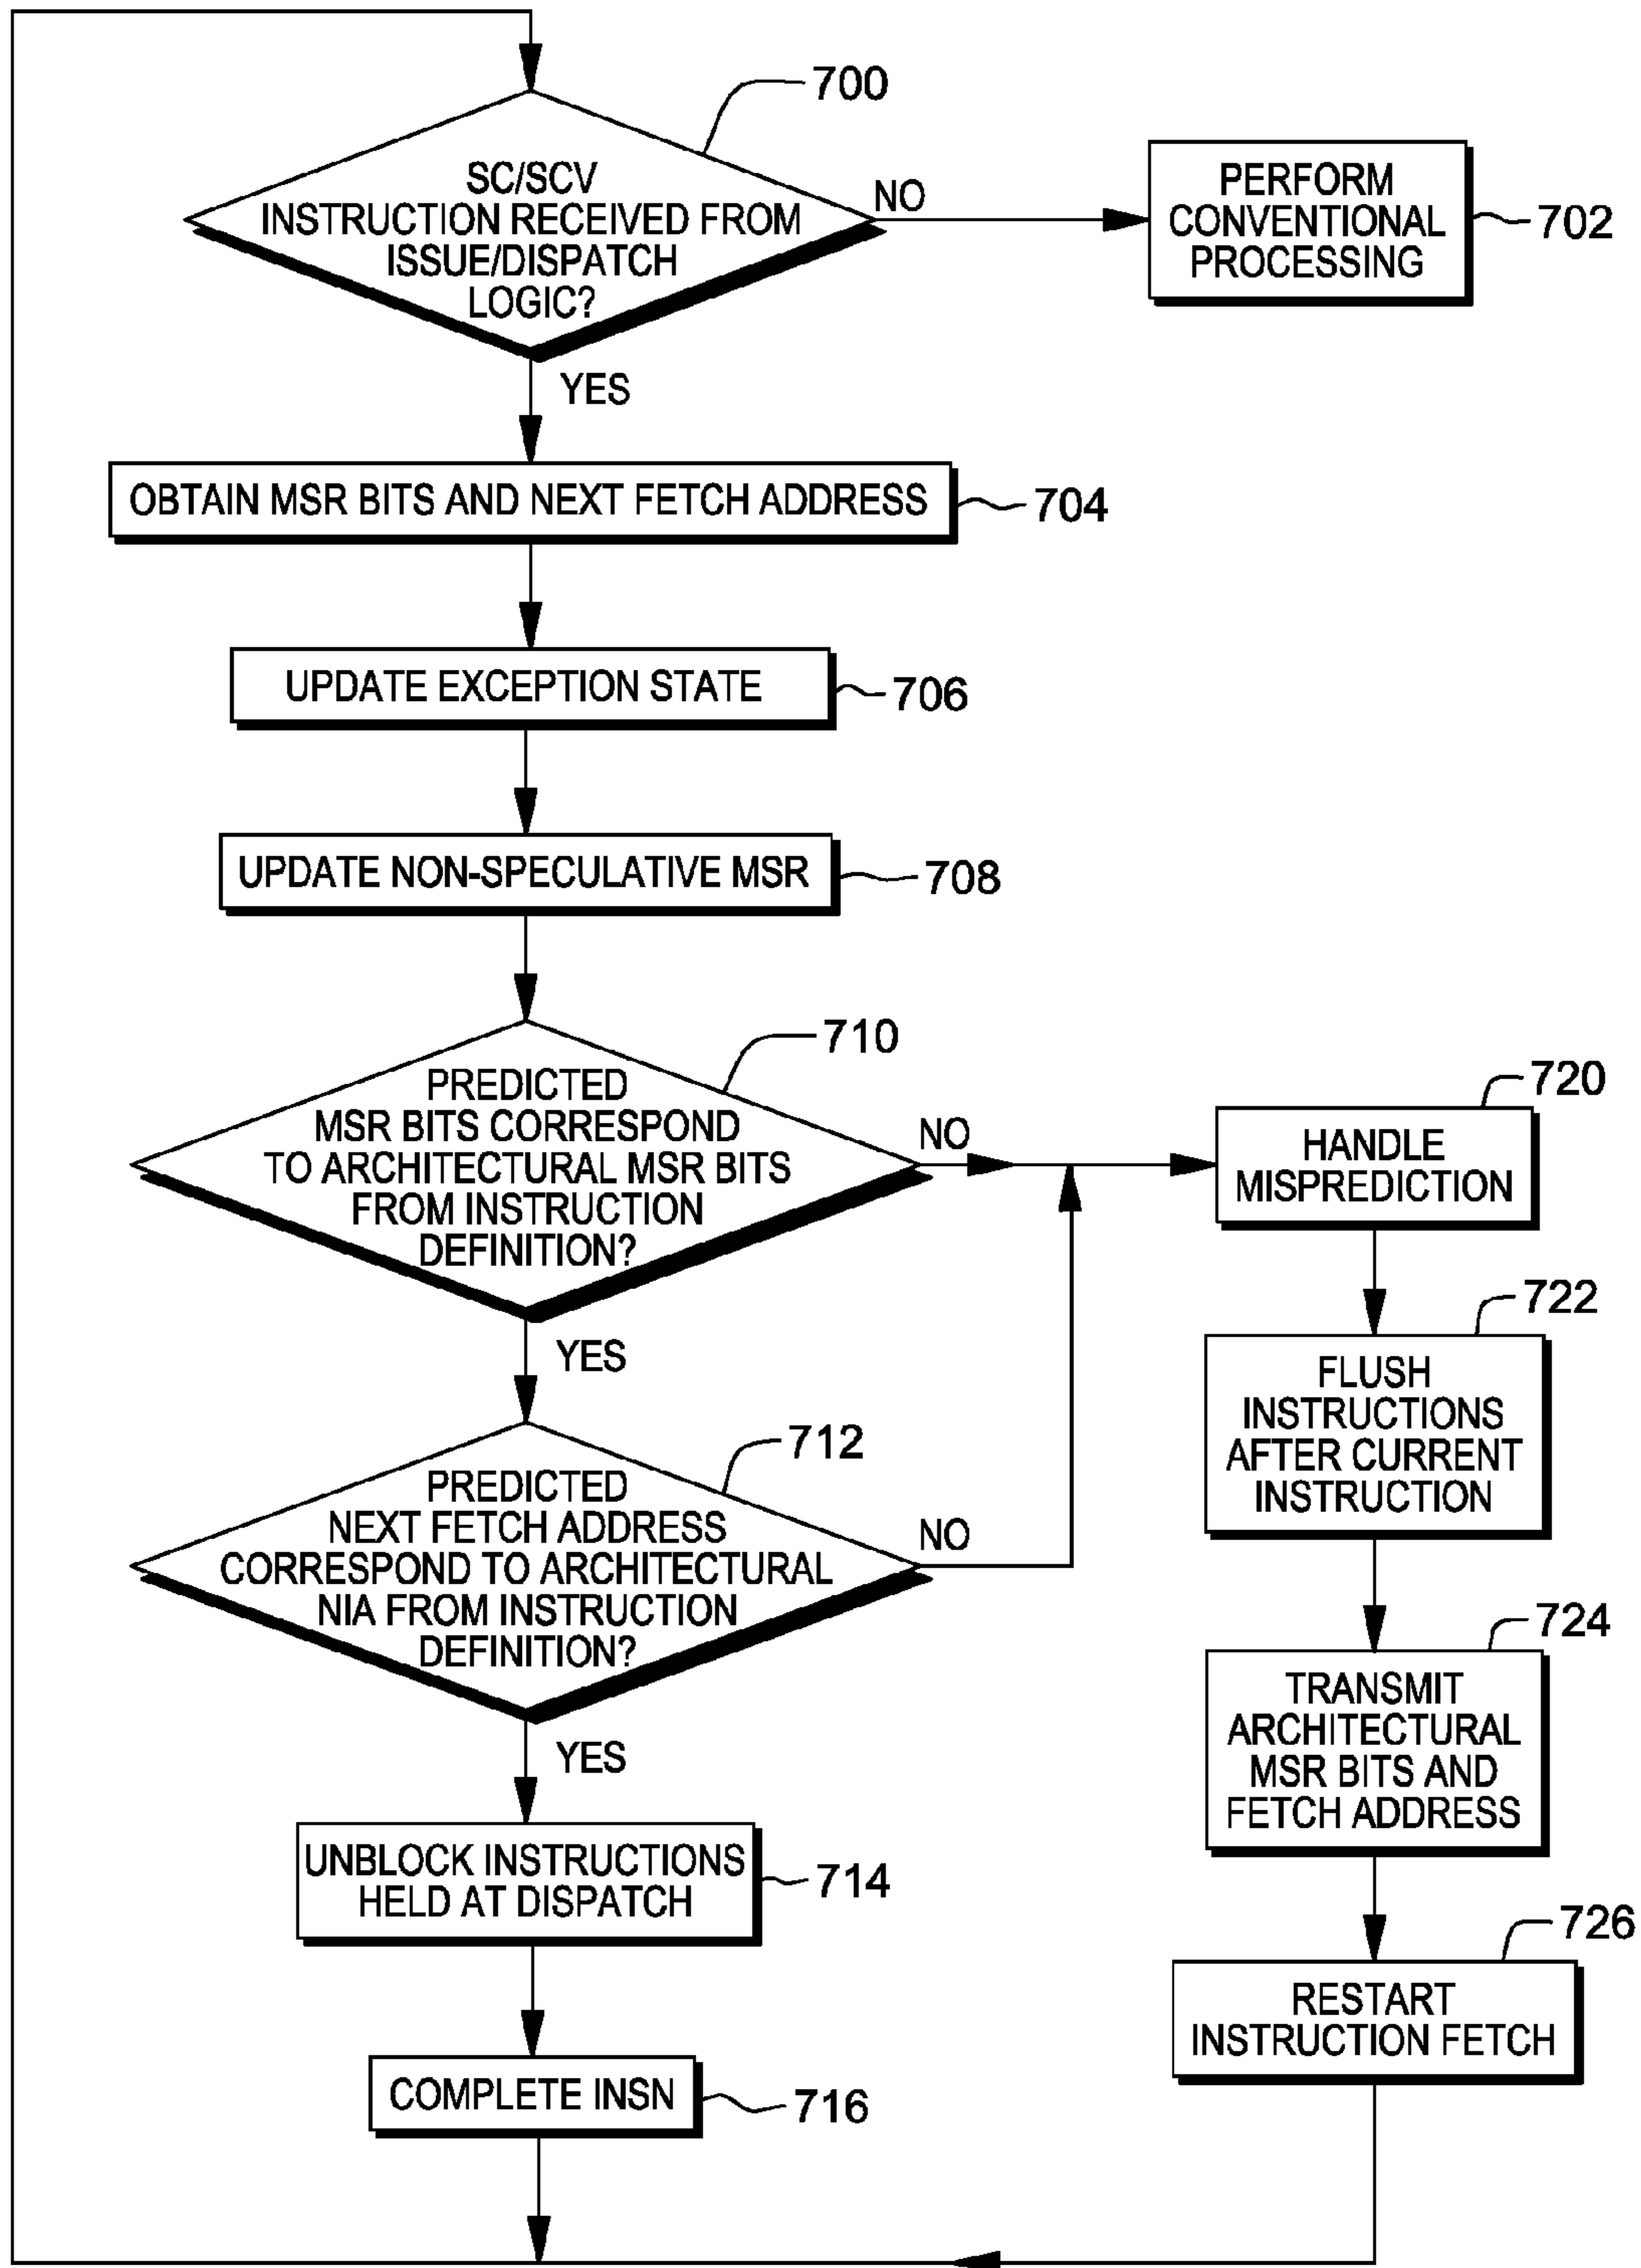 700
SC/SCV
INSTRUCTION RECEIVED FROM
ISSUE/DISPATCH
LOGIC?
NO
PERFORM
CONVENTIONAL
PROCESSING
702
YES
OBTAIN MSR BITS AND NEXT FETCH ADDRESS
704
UPDATE EXCEPTION STATE
706
UPDATE NON-SPECULATIVE MSR
708
710
PREDICTED
MSR BITS CORRESPOND
TO ARCHITECTURAL MSR BITS
FROM INSTRUCTION
DEFINITION?
NO
YES
712
PREDICTED
NEXT FETCH ADDRESS
CORRESPOND TO ARCHITECTURAL
NIA FROM INSTRUCTION
DEFINITION?
NO
YES
UNBLOCK INSTRUCTIONS
HELD AT DISPATCH
714
COMPLETE INSN
716
720
HANDLE
MISPREDICTION
722
FLUSH
INSTRUCTIONS
AFTER CURRENT
INSTRUCTION
724
TRANSMIT
ARCHITECTURAL
MSR BITS AND
FETCH ADDRESS
726
RESTART
INSTRUCTION FETCH